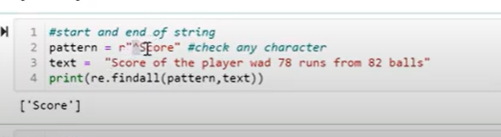 1 #start and end of string
2 pattern = r"^Score" #check any character
3 text = "Score of the player wad 78 runs from 82 balls"
4 print(re.findall(pattern,text))
['Score']